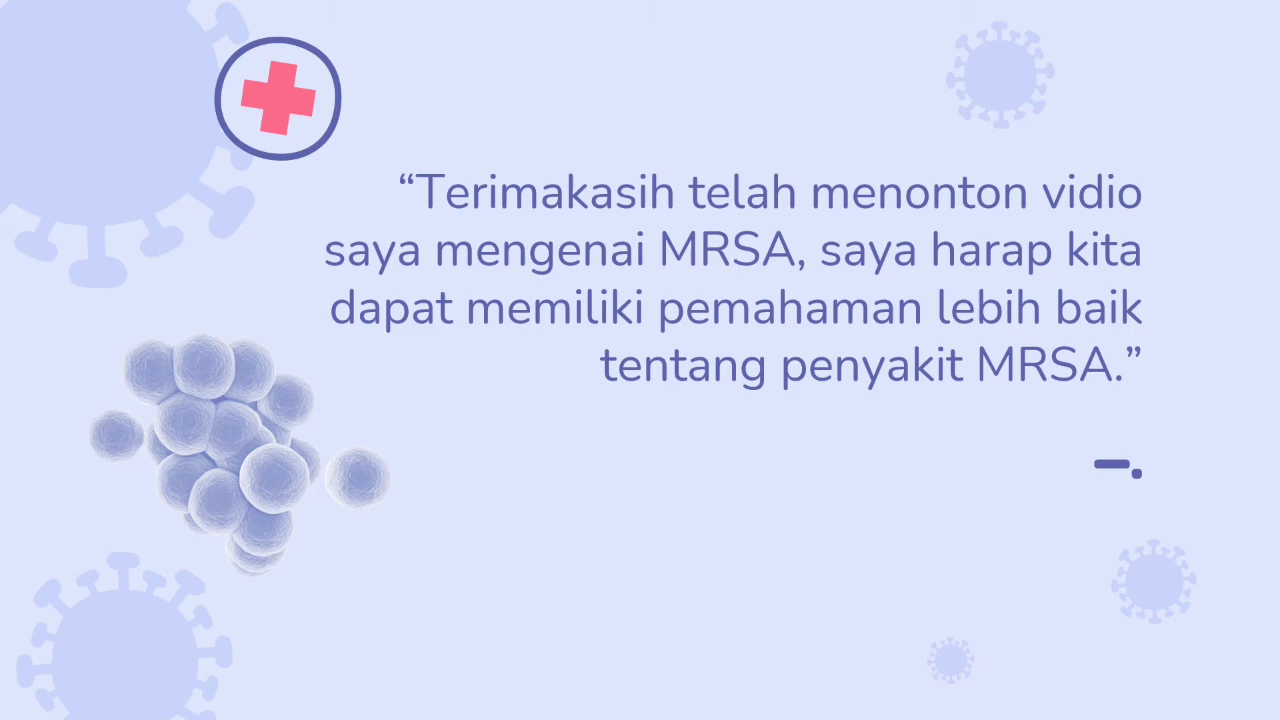 “Terimakasih telah menonton vidio
saya mengenai MRSA, saya harap kita
dapat memiliki pemahaman lebih baik
tentang penyakit MRSA.”
—.